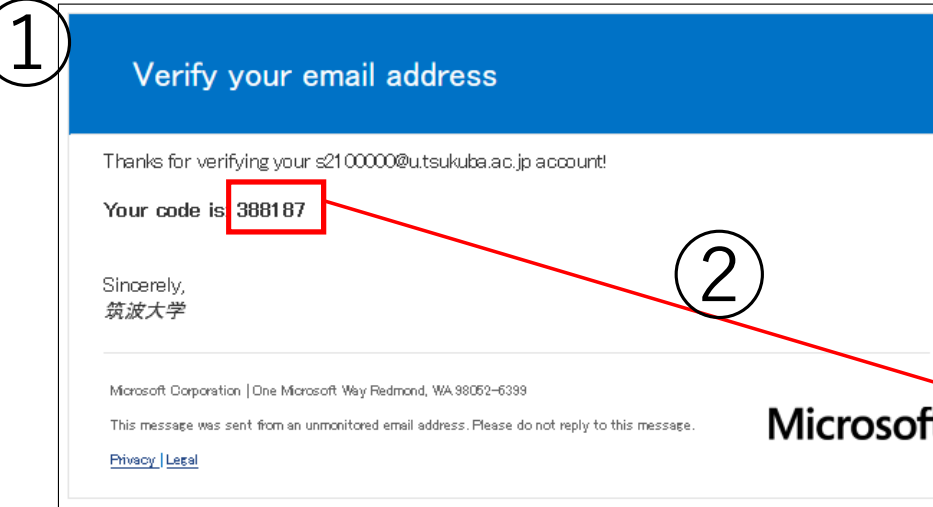 ①
Verify your email address
Thanks for verifying your s2100000@u.tsukuba.ac.jp account!
Your code is: 388187
②
Sincerely,
筑波大学
Microsoft Corporation | One Microsoft Way Redmond, WA 98052-6399
This message was sent from an unmonitored email address. Please do not reply to this message.
Microsoft
Privacy | Legal